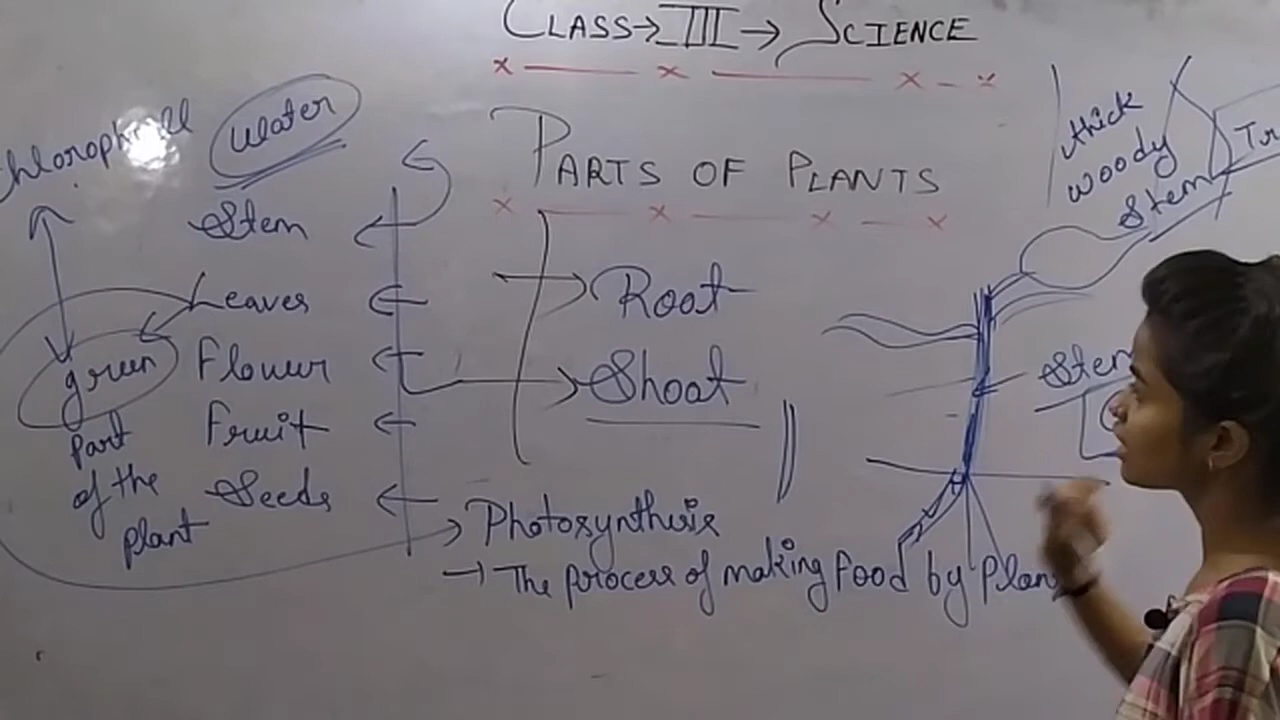 CLASS→III→ SCIENCE
PARTS OF PLANTS
Chlorophyll
Water
Stem
Leaves
Flower
Fruit
Seeds
green
Part
of the
plant
Root
Shoot
Photosynthesis
→ The process of making food by Plan
thick
woody
Stem
Tr
Stem